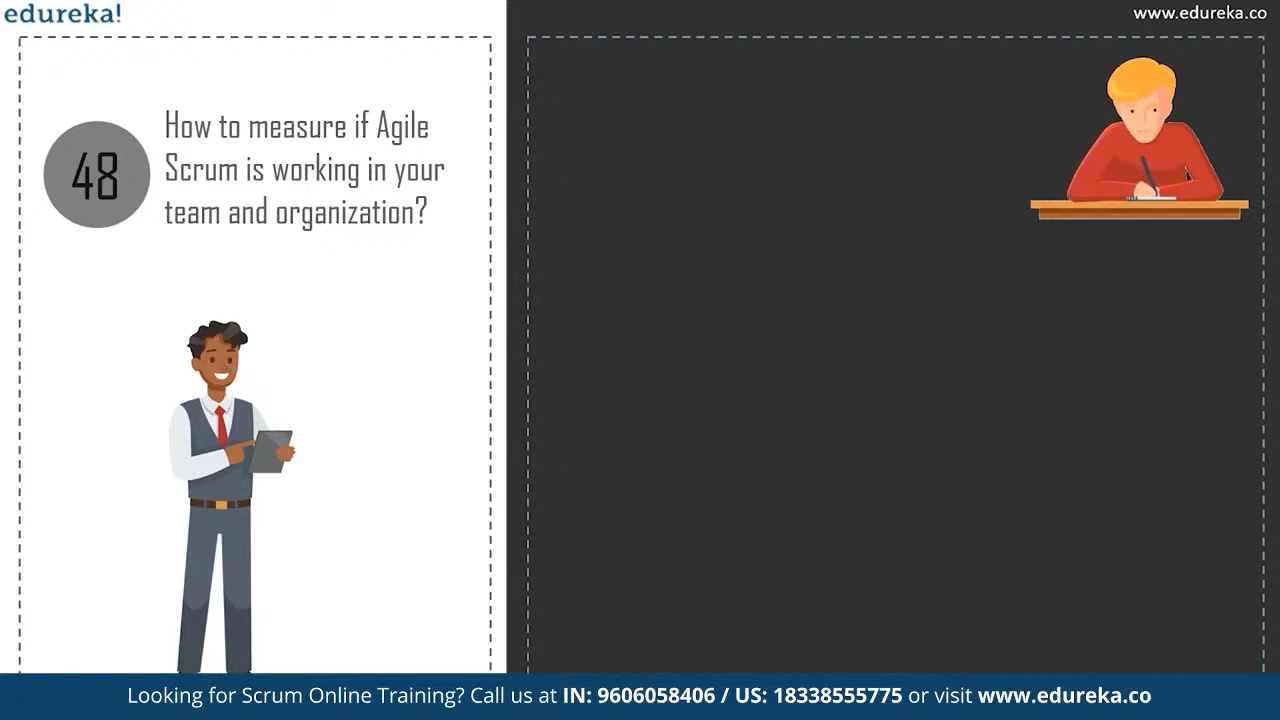 edureka!
www.edureka.co
48
How to measure if Agile
Scrum is working in your
team and organization?
Looking for Scrum Online Training? Call us at IN: 9606058406 / US: 18338555775 or visit www.edureka.co